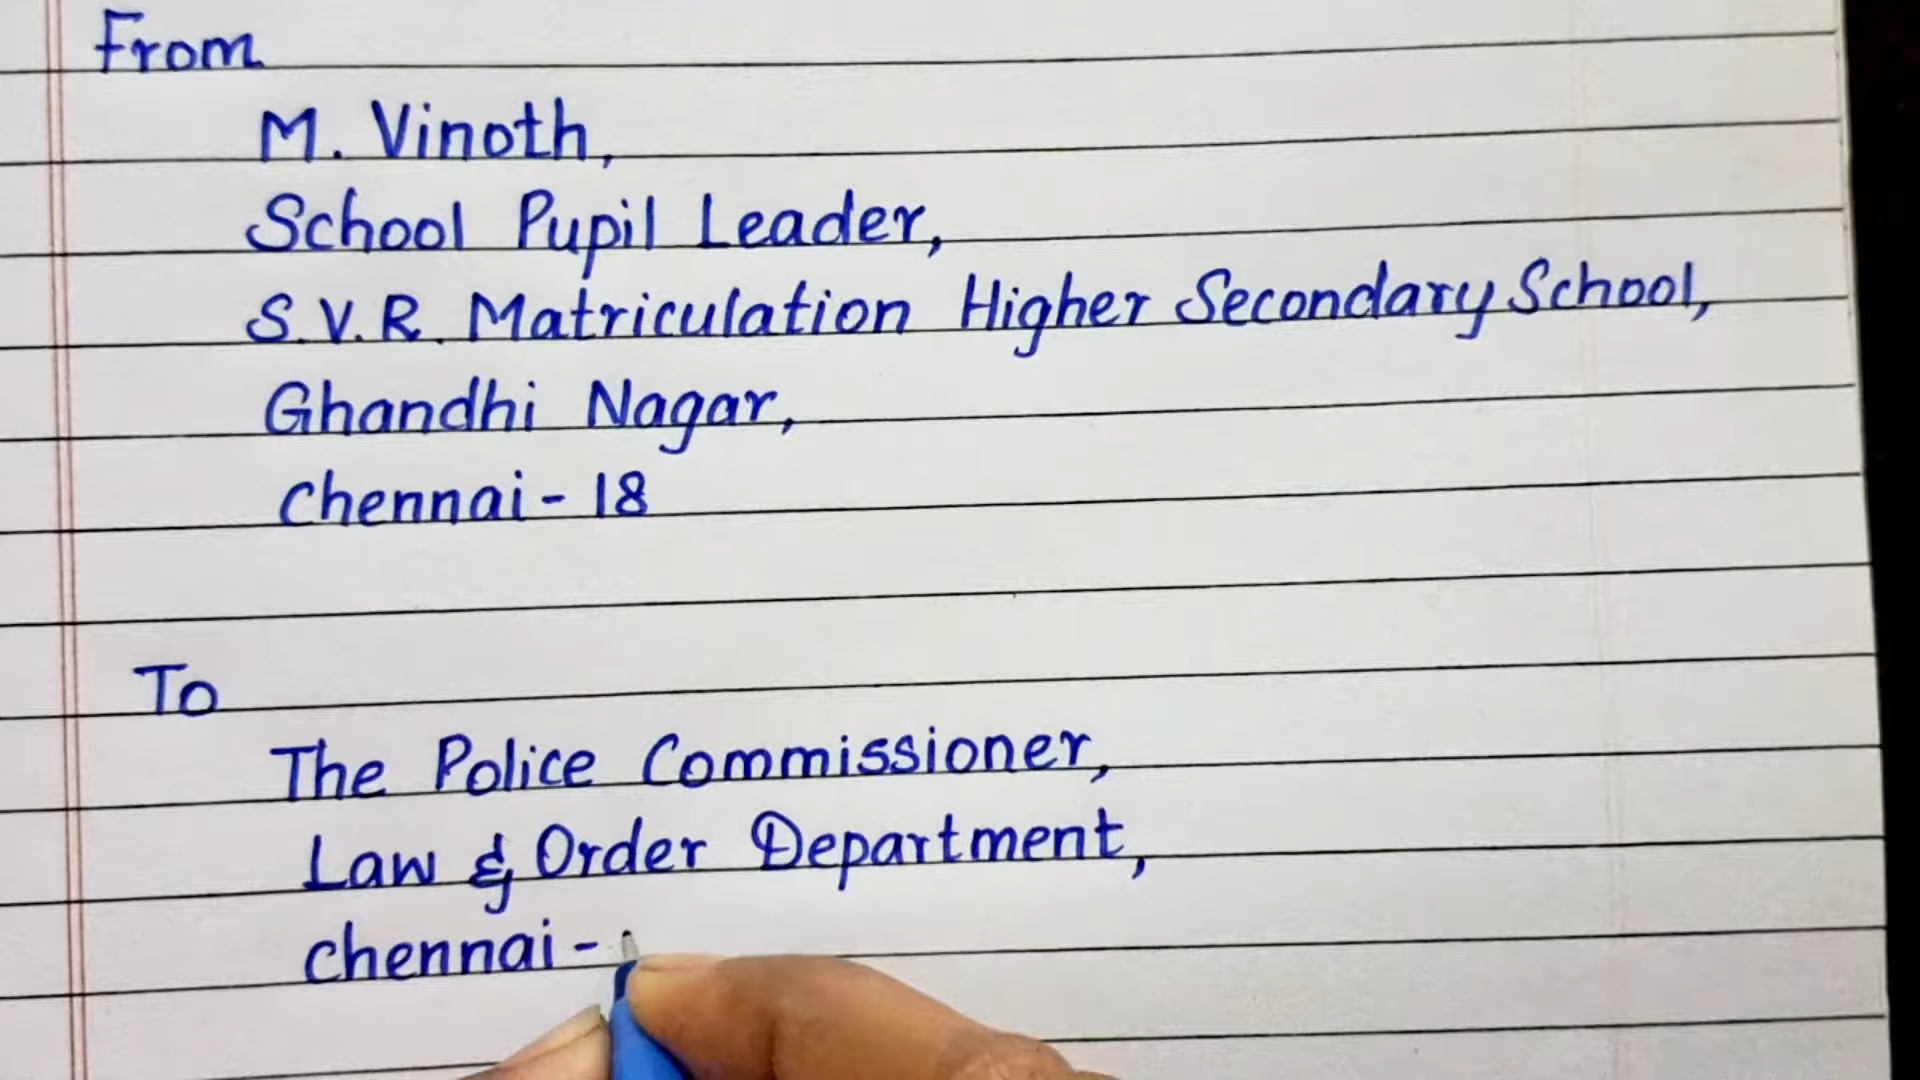 From
M. Vinoth,
School Pupil Leader,
S.V.R. Matriculation Higher Secondary School,
Ghandhi Nagar,
Chennai - 18
To
The Police Commissioner,
Law & Order Department,
Chennai -